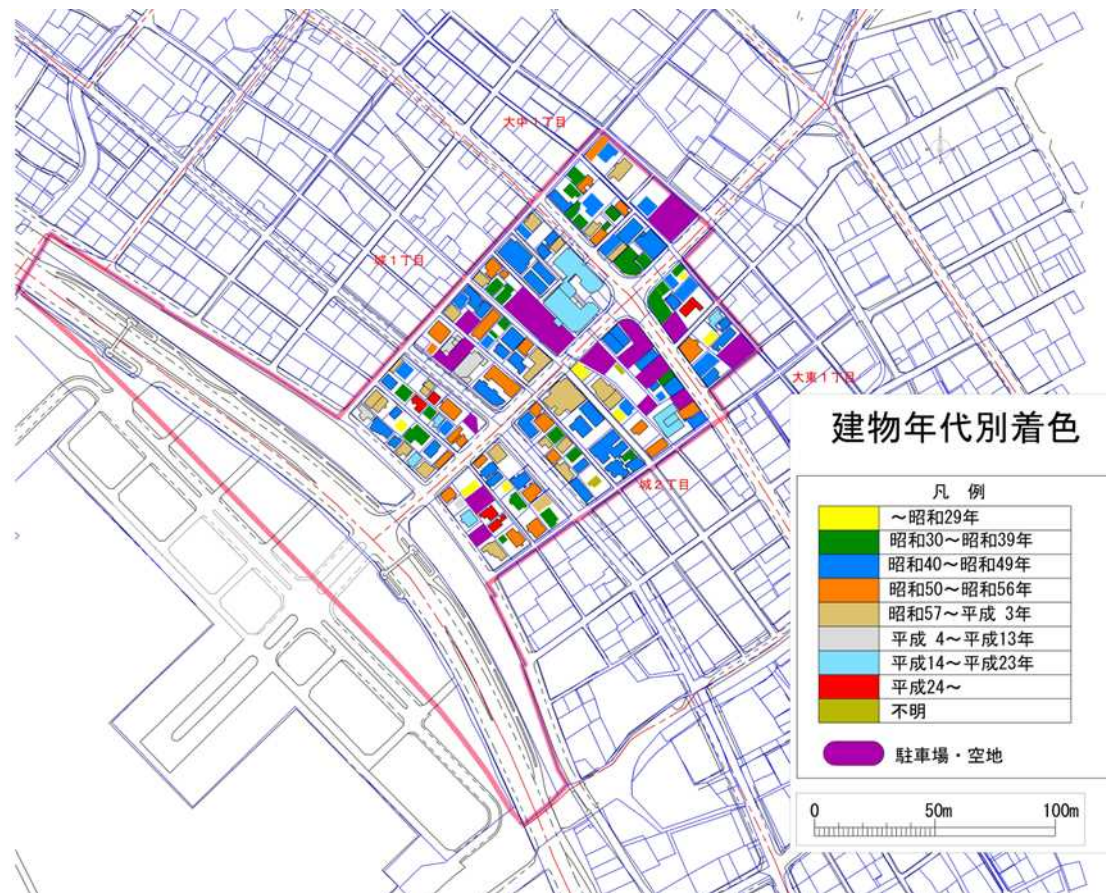 大中1丁目
城1丁目
大東1丁目
城2丁目
建物年代別着色
凡 例
～昭和29年
昭和30～昭和39年
昭和40～昭和49年
昭和50～昭和56年
昭和57～平成 3年
平成 4～平成13年
平成14～平成23年
平成24～
不明
駐車場・空地
0 50m 100m